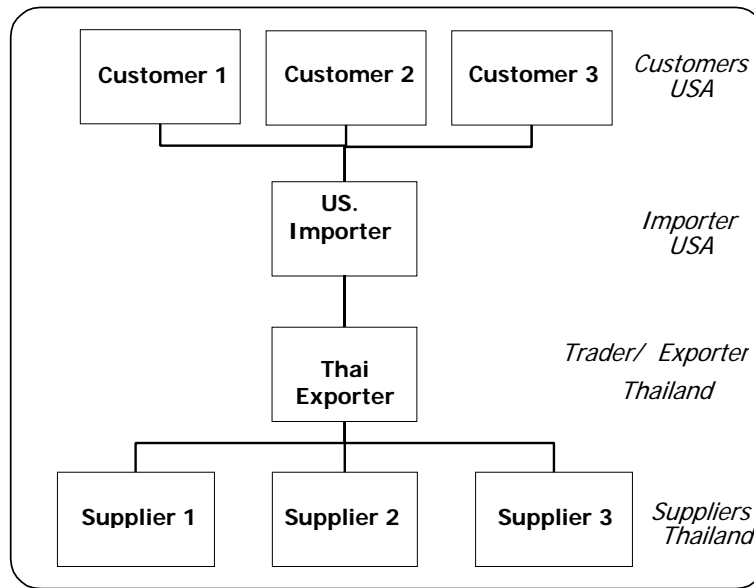 Customer 1
Customer 2
Customer 3
Customers
USA
US.
Importer
Importer
USA
Thai
Exporter
Trader/ Exporter
Thailand
Supplier 1
Supplier 2
Supplier 3
Suppliers
Thailand